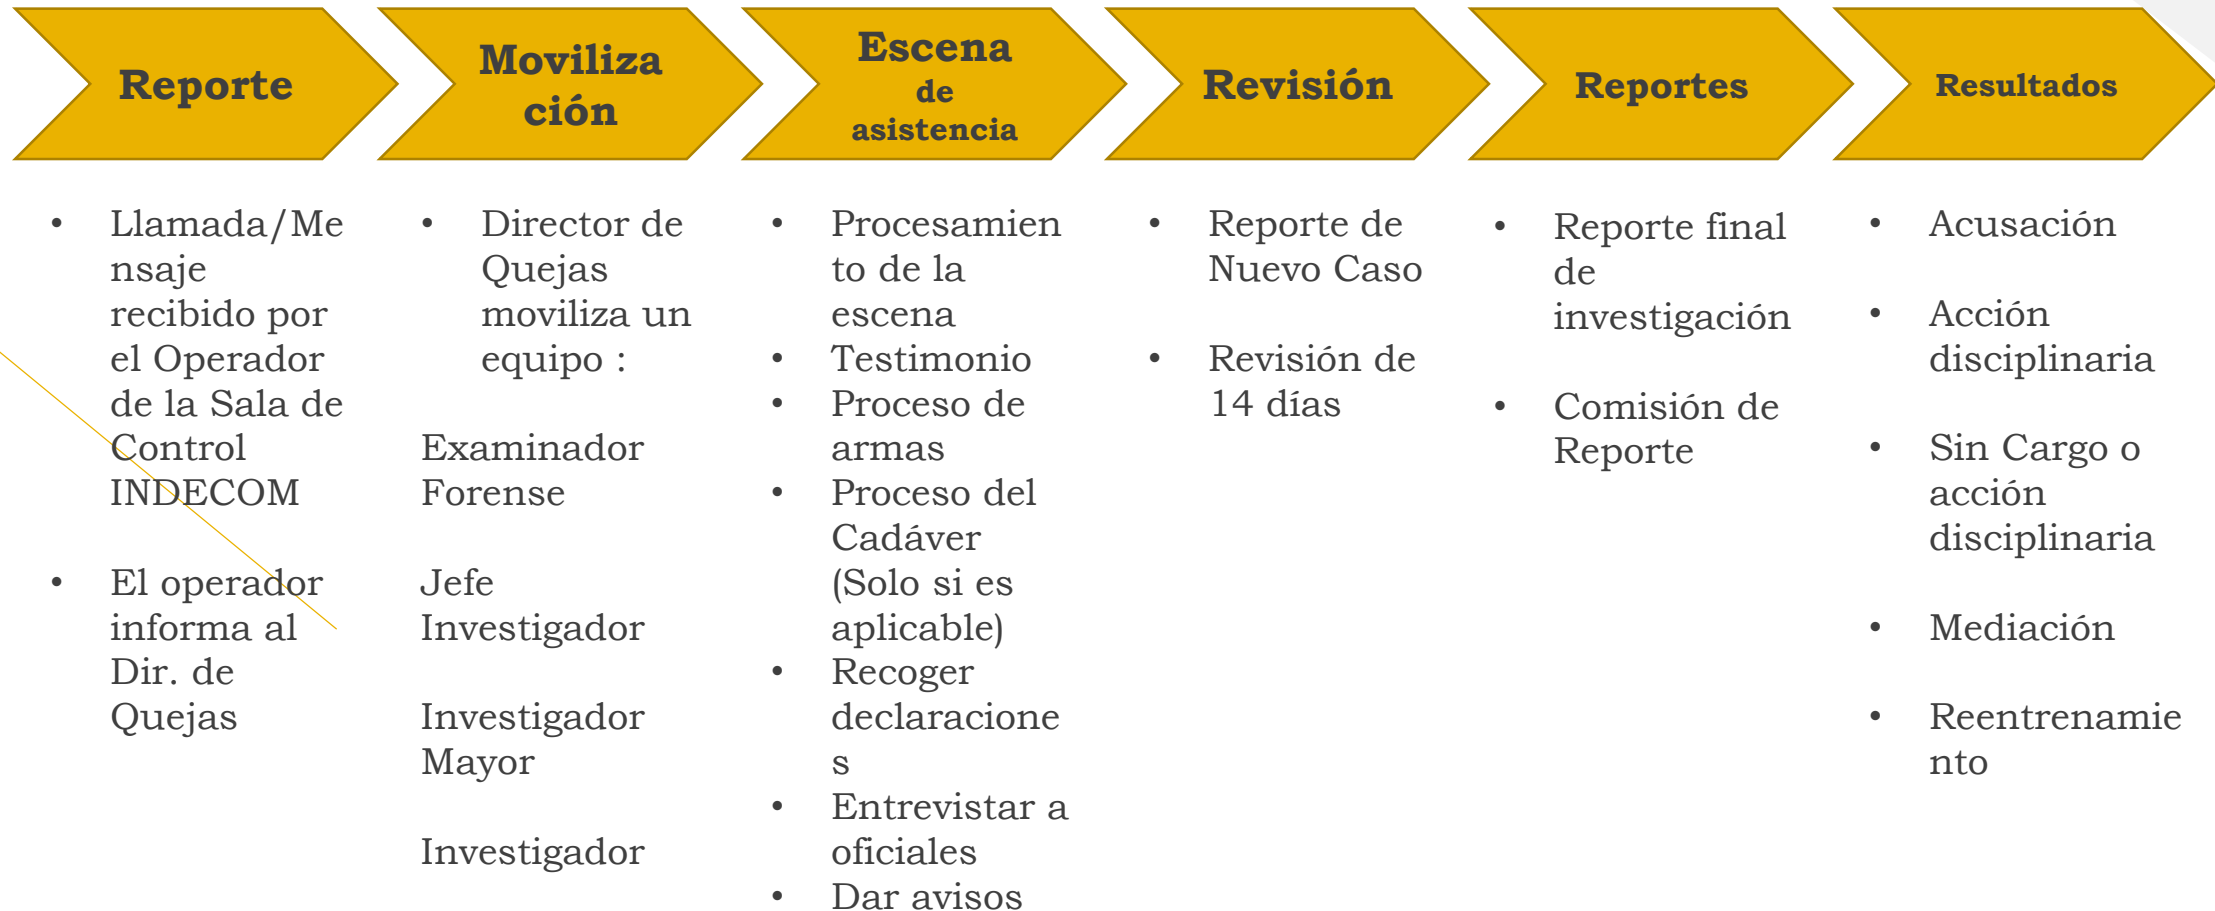 Reporte
Moviliza
ción
Escena
de
asistencia
Revisión
Reportes
Resultados
• Llamada/Me
nsaje
recibido por
el Operador
de la Sala de
Control
INDECOM
• El operador
informa al
Dir. de
Quejas
• Director de
Quejas
moviliza un
equipo :
Examinador
Forense
Jefe
Investigador
Investigador
Mayor
Investigador
• Procesamien
to de la
escena
• Testimonio
• Proceso de
armas
• Proceso del
Cadáver
(Solo si es
aplicable)
• Recoger
declaracione
s
• Entrevistar a
oficiales
• Dar avisos
• Reporte de
Nuevo Caso
• Revisión de
14 días
• Reporte final
de
investigación
• Comisión de
Reporte
• Acusación
• Acción
disciplinaria
• Sin Cargo o
acción
disciplinaria
• Mediación
• Reentrenamie
nto